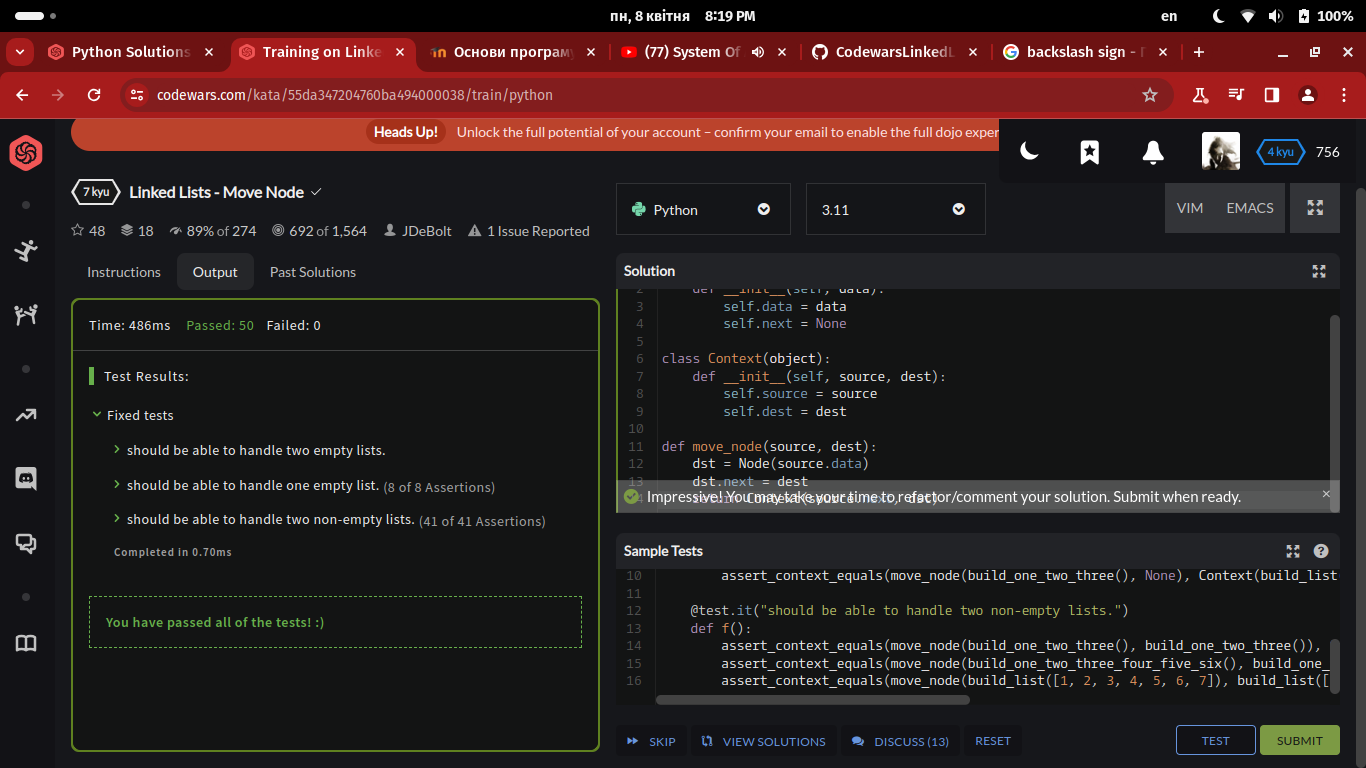 пн, 8 квітня 8:19 PM
en
100%
Python Solutions
Training on Linke
Основи програм
(77) System Of
CodewarsLinkedL
backslash sign - П
codewars.com/kata/55da347204760ba494000038/train/python
Heads Up! Unlock the full potential of your account – confirm your email to enable the full dojo exper
4 kyu 756
7 kyu Linked Lists - Move Node
48 18 89% of 274 692 of 1,564 JDeBolt 1 Issue Reported
Instructions Output Past Solutions
Time: 486ms Passed: 50 Failed: 0
Test Results:
Fixed tests
should be able to handle two empty lists.
should be able to handle one empty list. (8 of 8 Assertions)
should be able to handle two non-empty lists. (41 of 41 Assertions)
Completed in 0.70ms
You have passed all of the tests! :)
Python
3.11
VIM EMACS
Solution
2 def __init__(self, data):
3 self.data = data
4 self.next = None
5
6 class Context(object):
7 def __init__(self, source, dest):
8 self.source = source
9 self.dest = dest
10
11 def move_node(source, dest):
12 dst = Node(source.data)
13 dst.next = dest
14 return Context(source.next, dst)
Impressive! You may take your time to refactor/comment your solution. Submit when ready.
Sample Tests
10 assert_context_equals(move_node(build_one_two_three(), None), Context(build_list
11
12 @test.it("should be able to handle two non-empty lists.")
13 def f():
14 assert_context_equals(move_node(build_one_two_three(), build_one_two_three()),
15 assert_context_equals(move_node(build_one_two_three_four_five_six(), build_one_
16 assert_context_equals(move_node(build_list([1, 2, 3, 4, 5, 6, 7]), build_list([
SKIP VIEW SOLUTIONS DISCUSS (13) RESET TEST SUBMIT